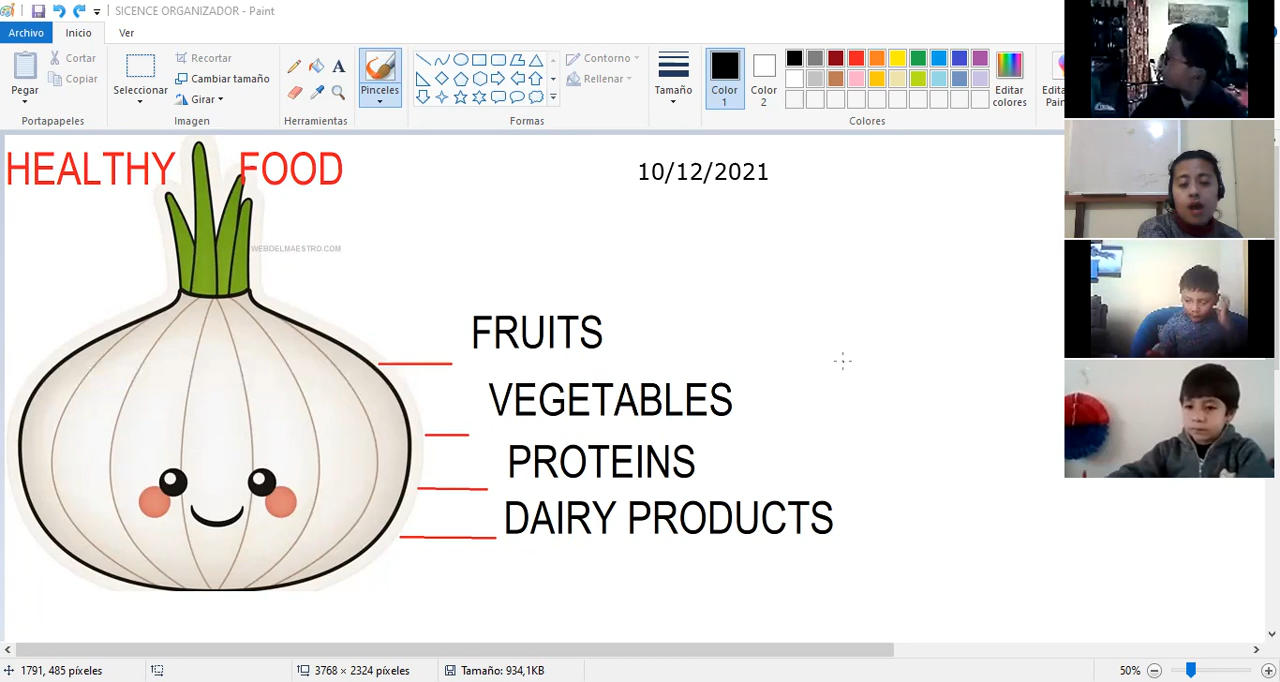 SICENCE ORGANIZADOR - Paint
Archivo
Inicio
Ver
Pegar
Cortar
Copiar
Portapapeles
Seleccionar
Recortar
Cambiar tamaño
Girar
Imagen
A
Herramientas
Pinceles
Contorno
Rellenar
Formas
Tamaño
Color
1
Color
2
Editar
colores
Edita
Pain
Colores
HEALTHY FOOD
10/12/2021
WEBDELMAESTRO.COM
FRUITS
VEGETABLES
PROTEINS
DAIRY PRODUCTS
1791, 485 píxeles
3768 × 2324 píxeles
Tamaño: 934,1KB
50%